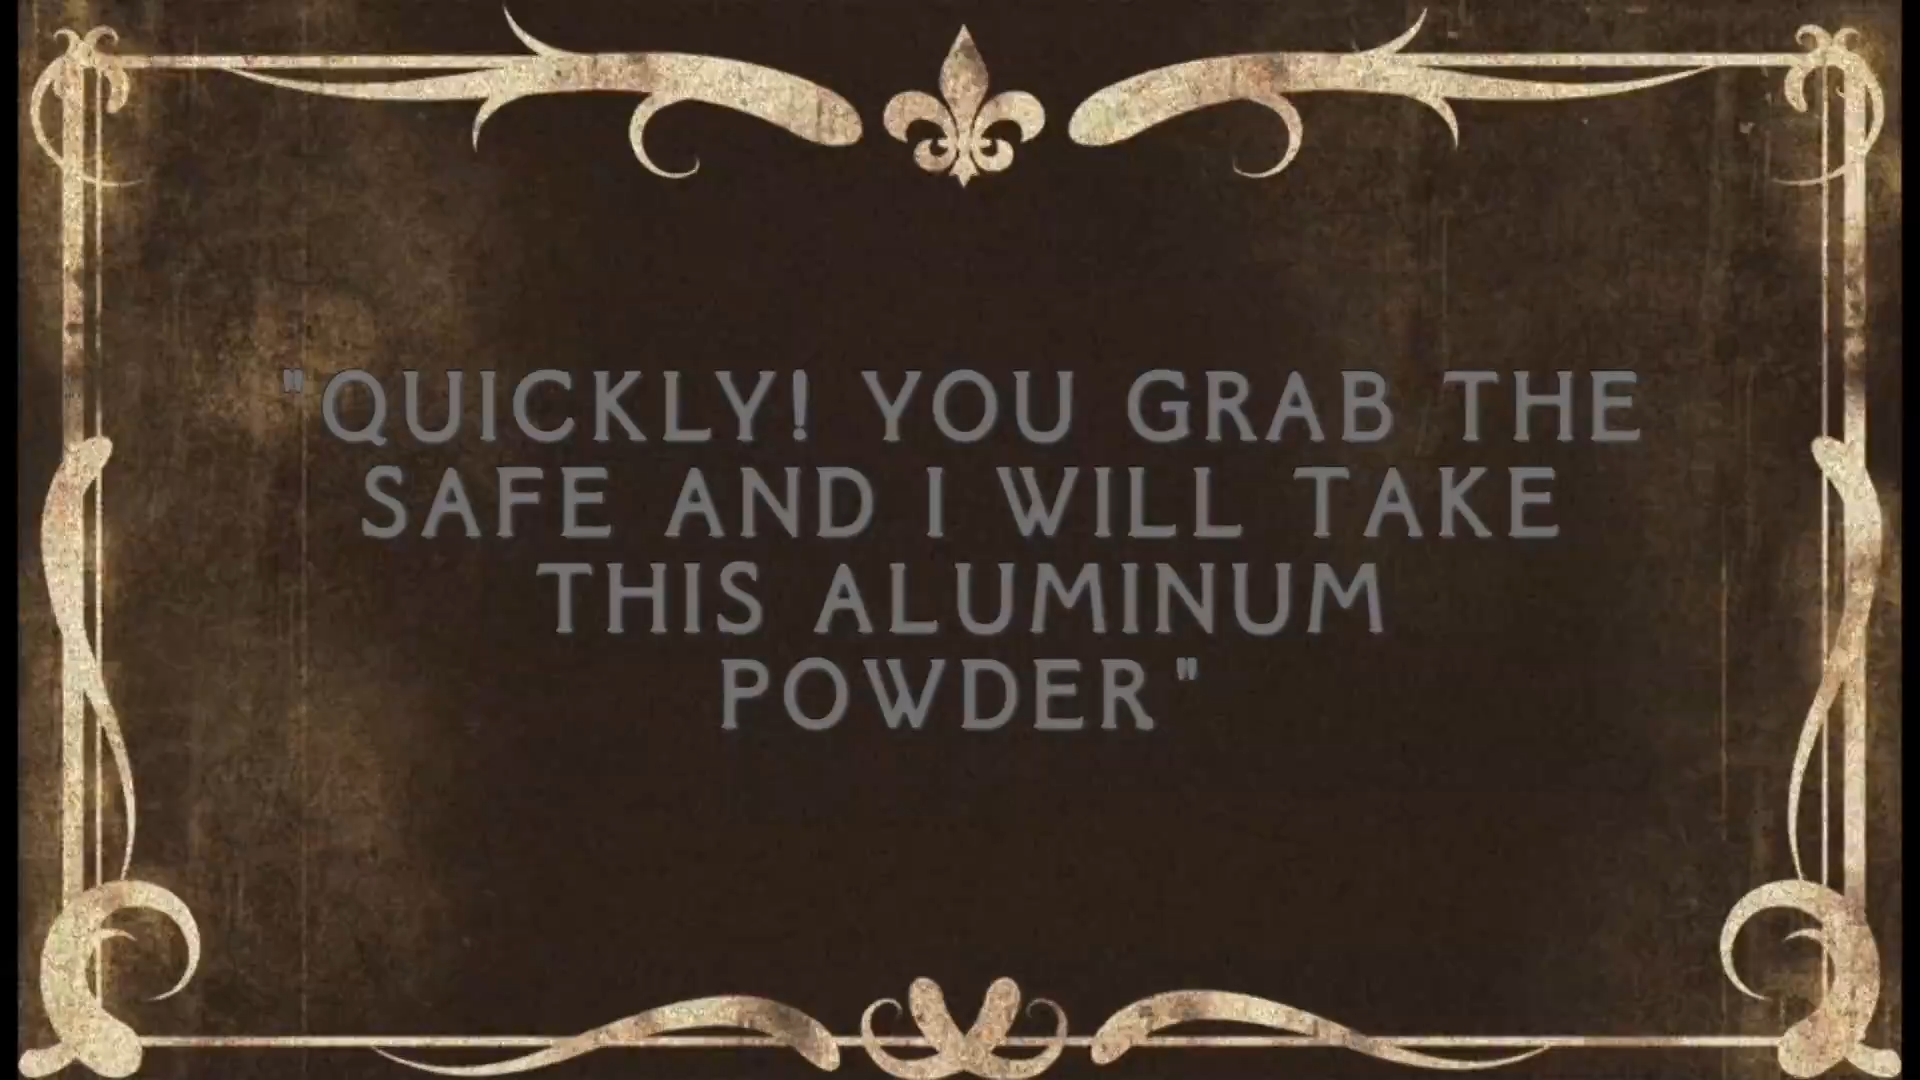 "QUICKLY! YOU GRAB THE
SAFE AND I WILL TAKE
THIS ALUMINUM
POWDER"